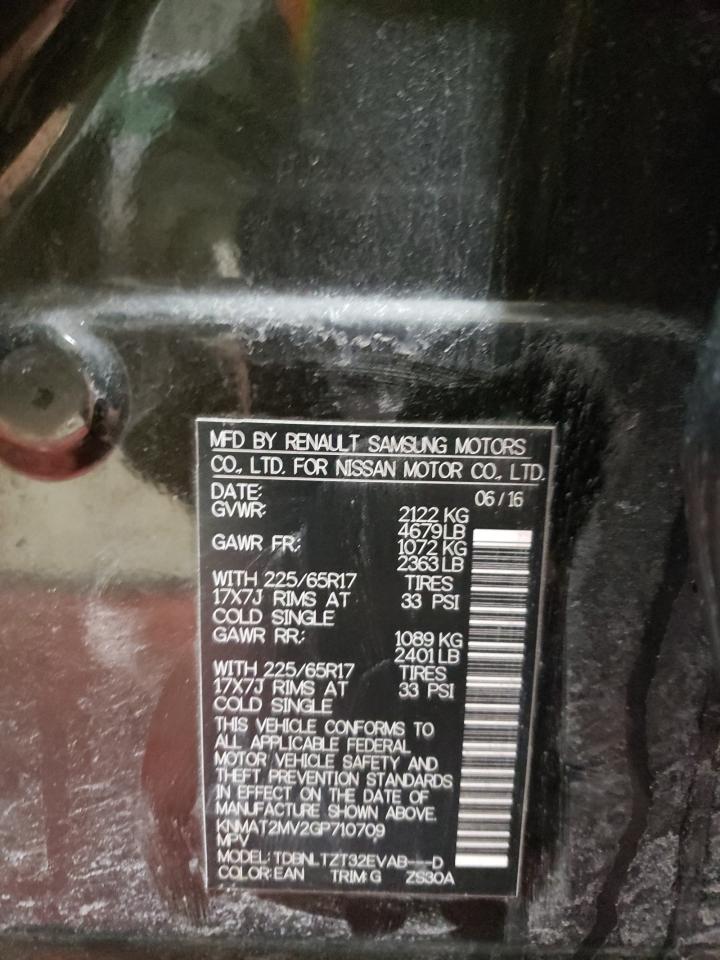 MFD BY RENAULT SAMSUNG MOTORS
CO., LTD. FOR NISSAN MOTOR CO., LTD.
DATE: 06/16
GVWR: 2122 KG
4679LB
GAWR FR: 1072 KG
2363LB
WITH 225/65R17 TIRES
17X7J RIMS AT 33 PSI
COLD SINGLE
GAWR RR: 1089 KG
2401LB
WITH 225/65R17 TIRES
17X7J RIMS AT 33 PSI
COLD SINGLE
THIS VEHICLE CONFORMS TO
ALL APPLICABLE FEDERAL
MOTOR VEHICLE SAFETY AND
THEFT PREVENTION STANDARDS
IN EFFECT ON THE DATE OF
MANUFACTURE SHOWN ABOVE.
KNMAT2MV2GP710709
MPV
MODEL: TDBNLTZT32EVAB---D
COLOR:EAN TRIM:G ZS30A